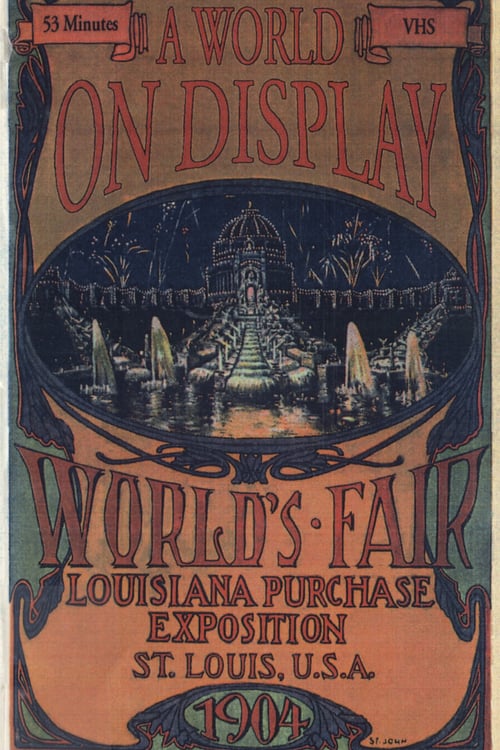 53 Minutes
VHS
A WORLD
ON DISPLAY
WORLD'S·FAIR
LOUISIANA PURCHASE
EXPOSITION
ST. LOUIS, U.S.A.
1904
ST. JOHN